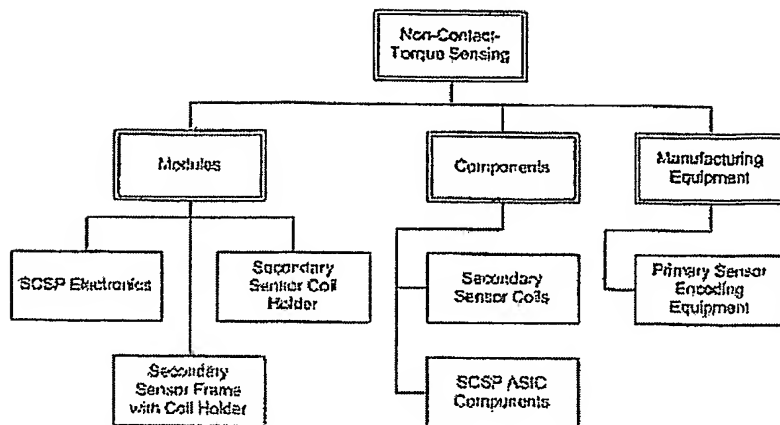 Non-Contact-
Torque Sensing
Modules
Components
Manufacturing
Equipment
SCSP Electronics
Secondary
Sensor Coil
Holder
Secondary
Sensor Coils
Primary Sensor
Encoding
Equipment
Secondary
Sensor Frame
with Coil Holder
SCSP ASIC
Components